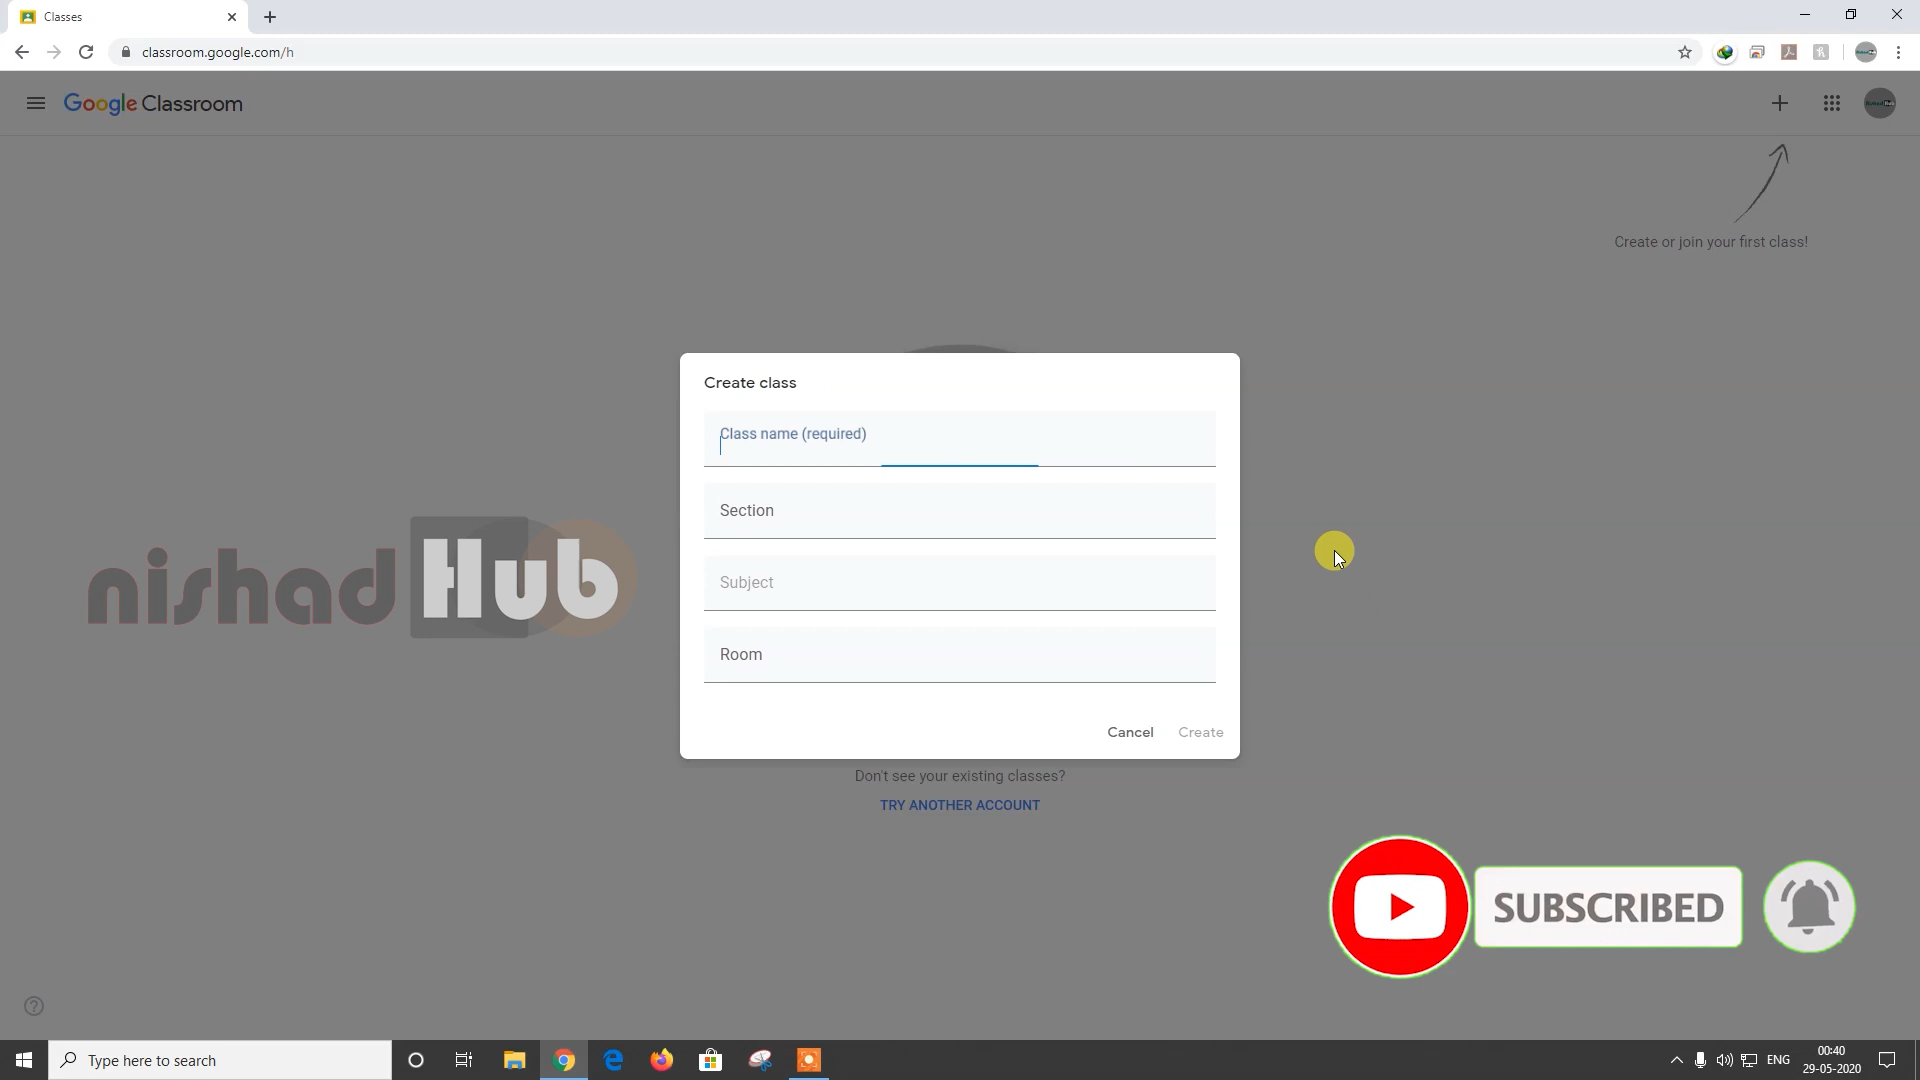 Classes
classroom.google.com/h
Google Classroom
Create or join your first class!
Create class
Class name (required)
Section
Subject
Room
Cancel
Create
nishad Hub
Don't see your existing classes?
TRY ANOTHER ACCOUNT
SUBSCRIBED
Type here to search
ENG
00:40
29-05-2020